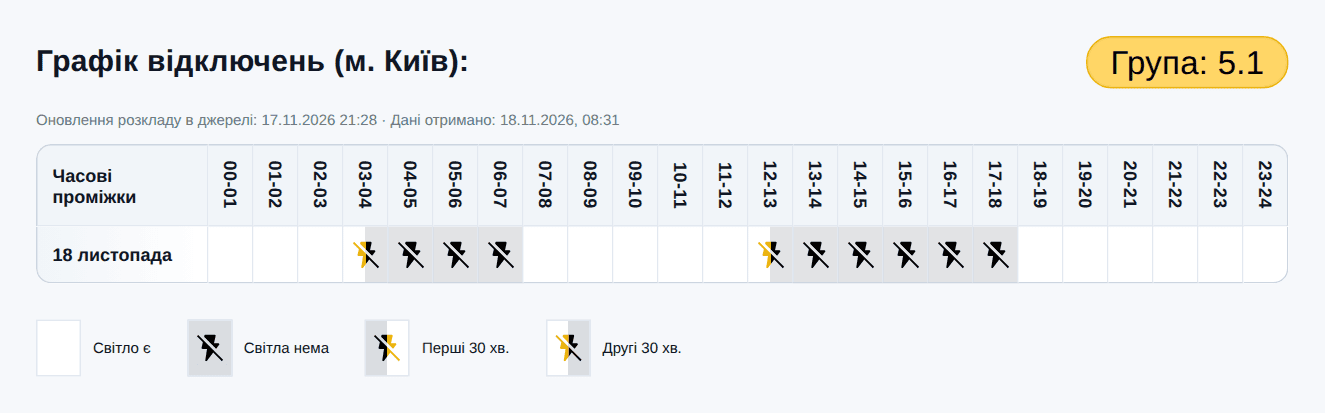 Графік відключень (м. Київ):
Група: 5.1
Оновлення розкладу в джерелі: 17.11.2026 21:28 · Дані отримано: 18.11.2026, 08:31
Часові
проміжки
00-01 01-02 02-03 03-04 04-05 05-06 06-07 07-08 08-09 09-10 10-11 11-12 12-13 13-14 14-15 15-16 16-17 17-18 18-19 19-20 20-21 21-22 22-23 23-24
18 листопада
Світло є Світла нема Перші 30 хв. Другі 30 хв.